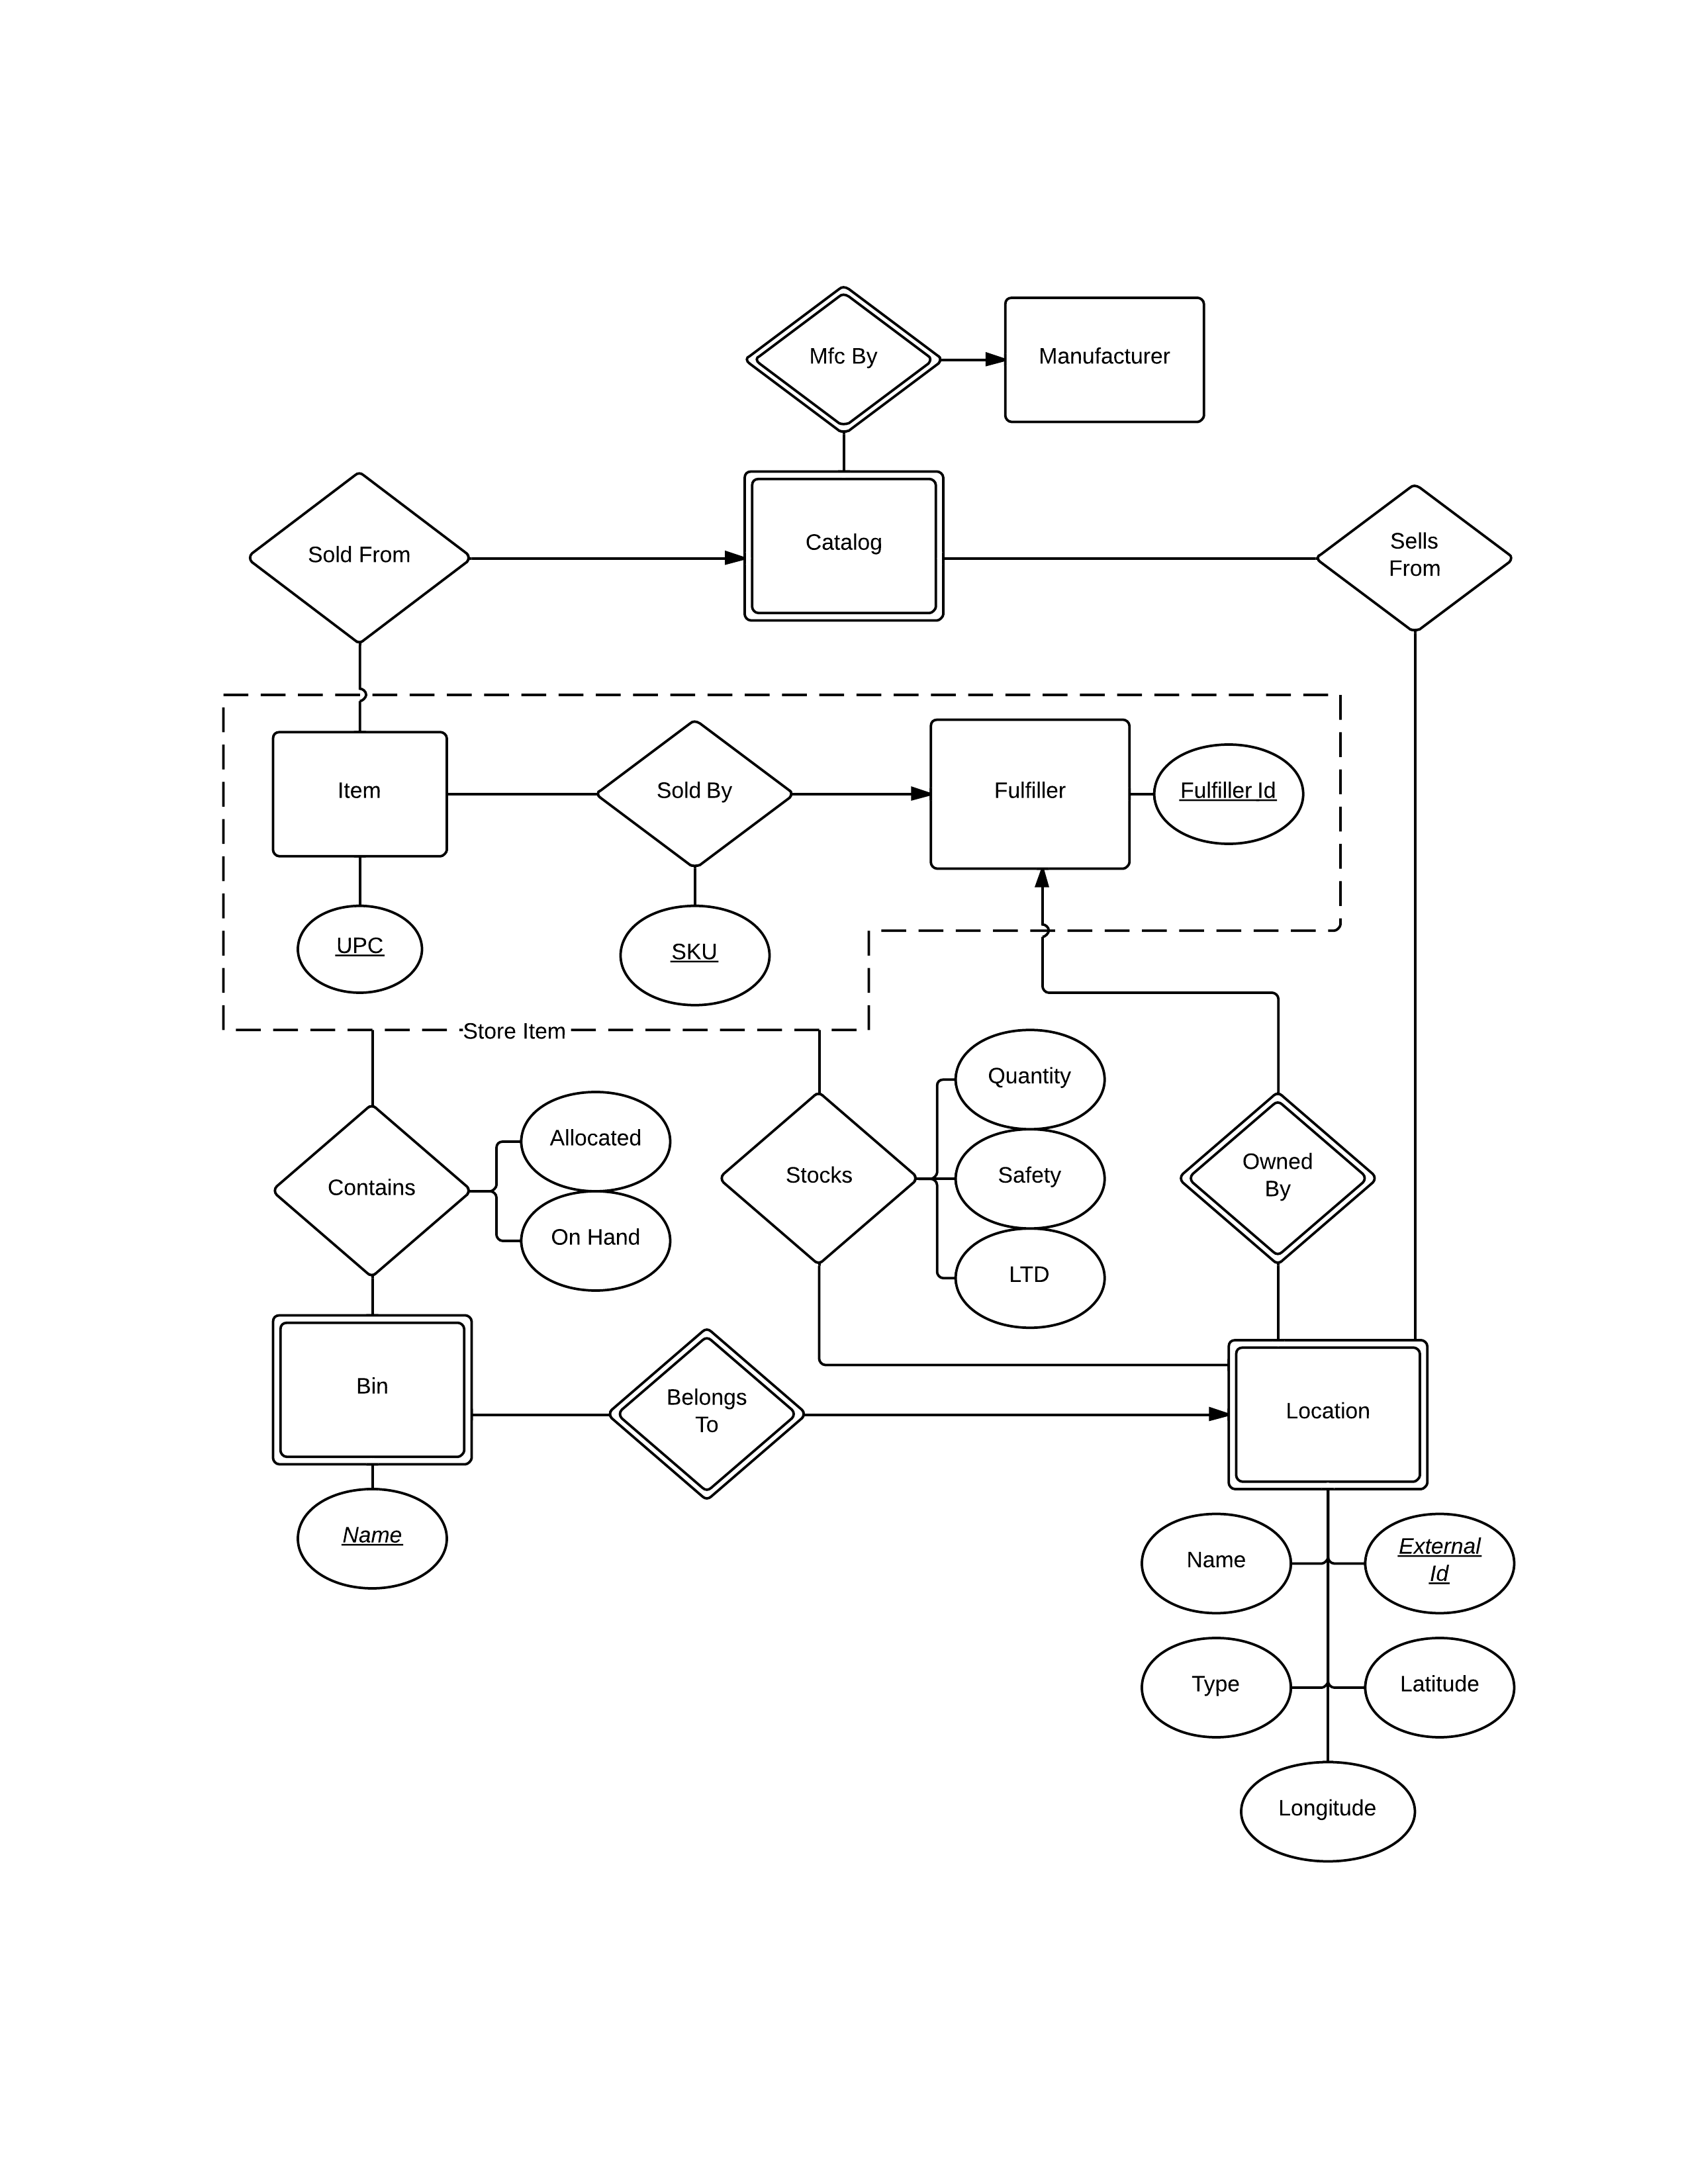 Mfc By
Manufacturer
Catalog
Sold From
Sells
From
Item
Sold By
Fulfiller
Fulfiller Id
UPC
SKU
Store Item
Quantity
Allocated
Safety
Stocks
Owned
By
Contains
On Hand
LTD
Bin
Belongs
To
Location
Name
Name
External
Id
Type
Latitude
Longitude